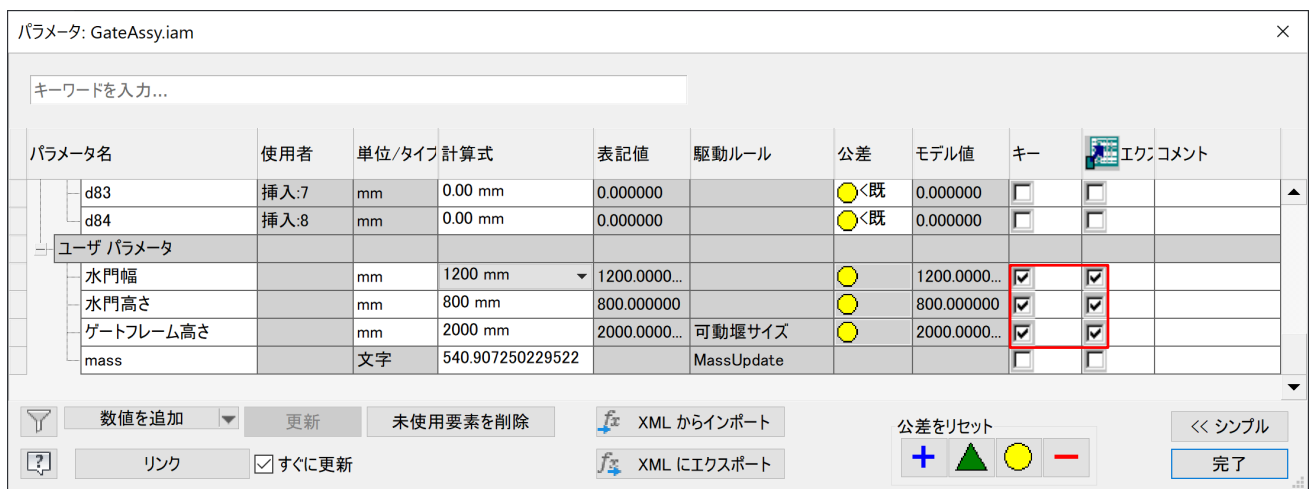 パラメータ: GateAssy.iam
キーワードを入力...
パラメータ名 使用者 単位/タイプ 計算式 表記値 駆動ルール 公差 モデル値 キー エクス コメント
d83 挿入:7 mm 0.00 mm 0.000000 <既 0.000000
d84 挿入:8 mm 0.00 mm 0.000000 <既 0.000000
ユーザ パラメータ
水門幅 mm 1200 mm 1200.0000... 1200.0000...
水門高さ mm 800 mm 800.000000 800.000000
ゲートフレーム高さ mm 2000 mm 2000.0000... 可動堰サイズ 2000.0000...
mass 文字 540.907250229522 MassUpdate
数値を追加 更新 未使用要素を削除 fx XML からインポート 公差をリセット << シンプル
リンク すぐに更新 fx XML にエクスポート 完了